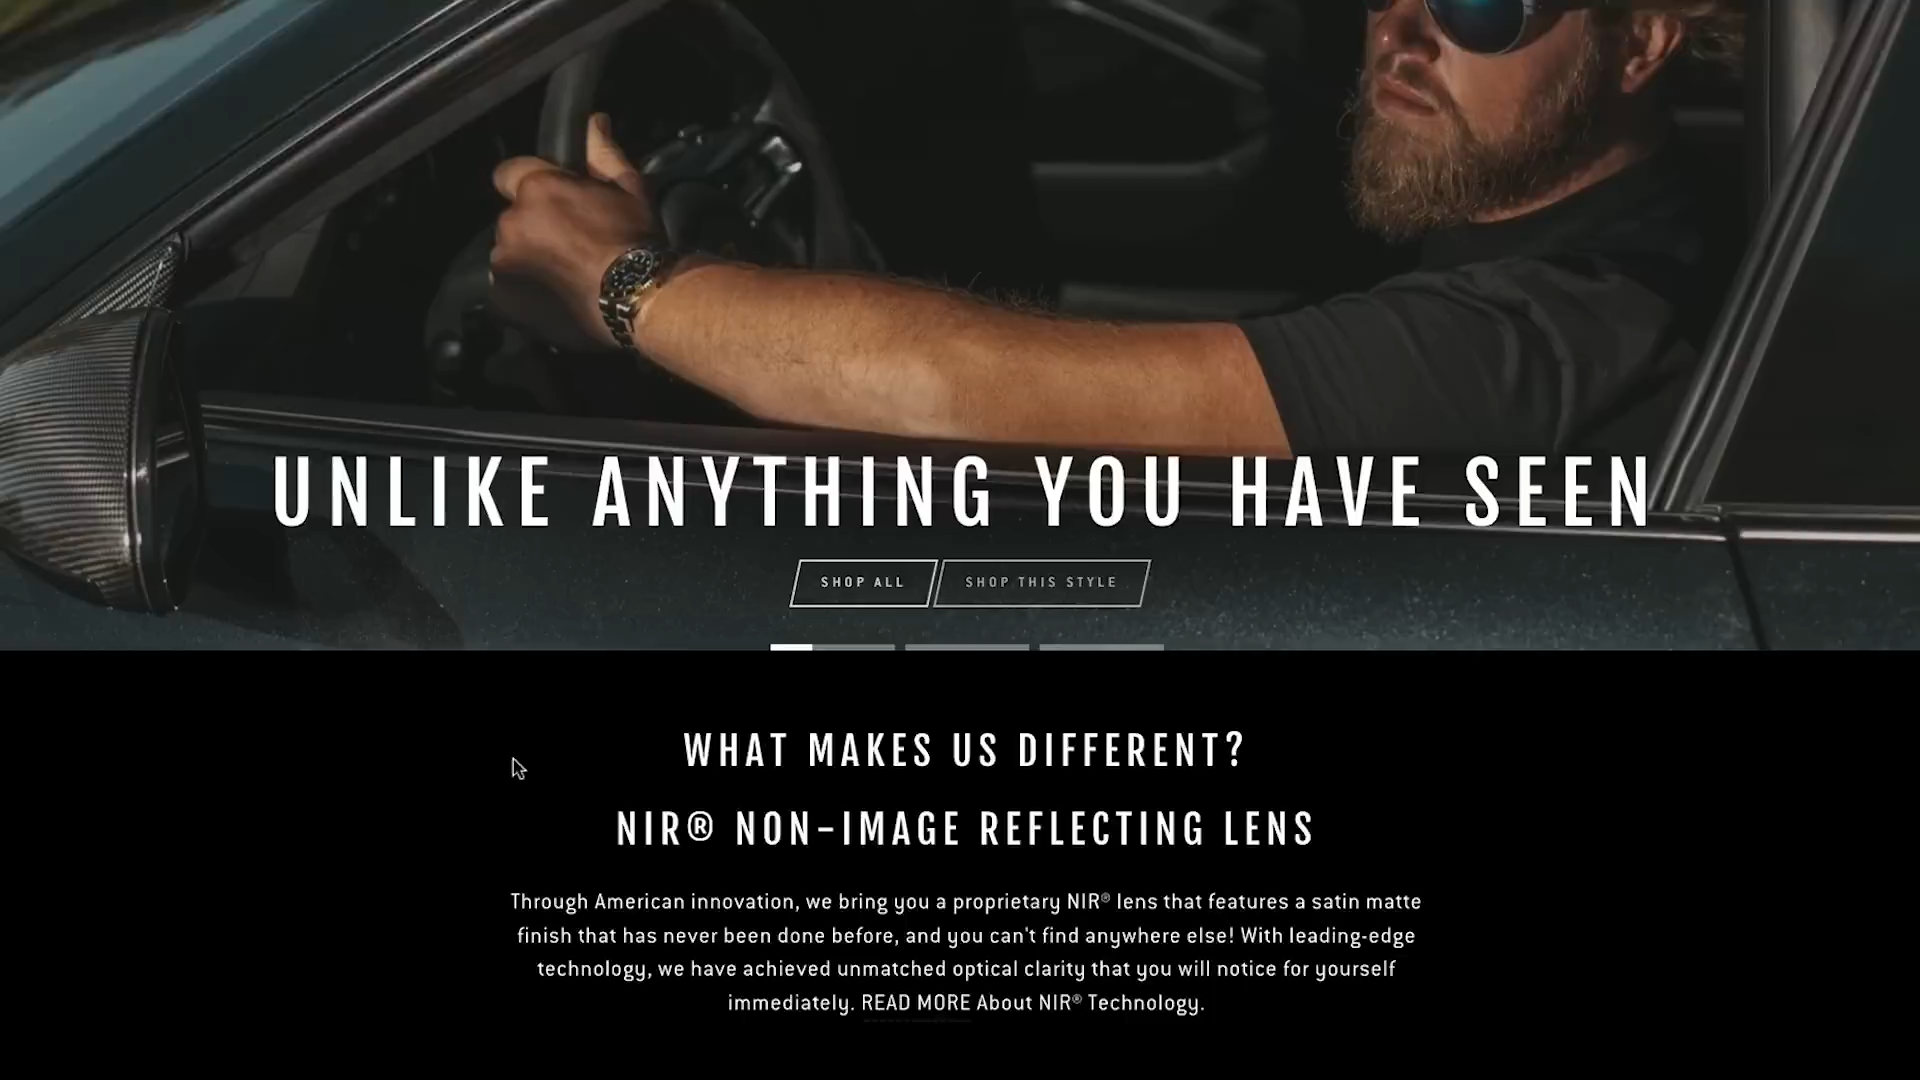 UNLIKE ANYTHING YOU HAVE SEEN
SHOP ALL
SHOP THIS STYLE
WHAT MAKES US DIFFERENT?
NIR® NON-IMAGE REFLECTING LENS
Through American innovation, we bring you a proprietary NIR® lens that features a satin matte
finish that has never been done before, and you can't find anywhere else! With leading-edge
technology, we have achieved unmatched optical clarity that you will notice for yourself
immediately. READ MORE About NIR® Technology.